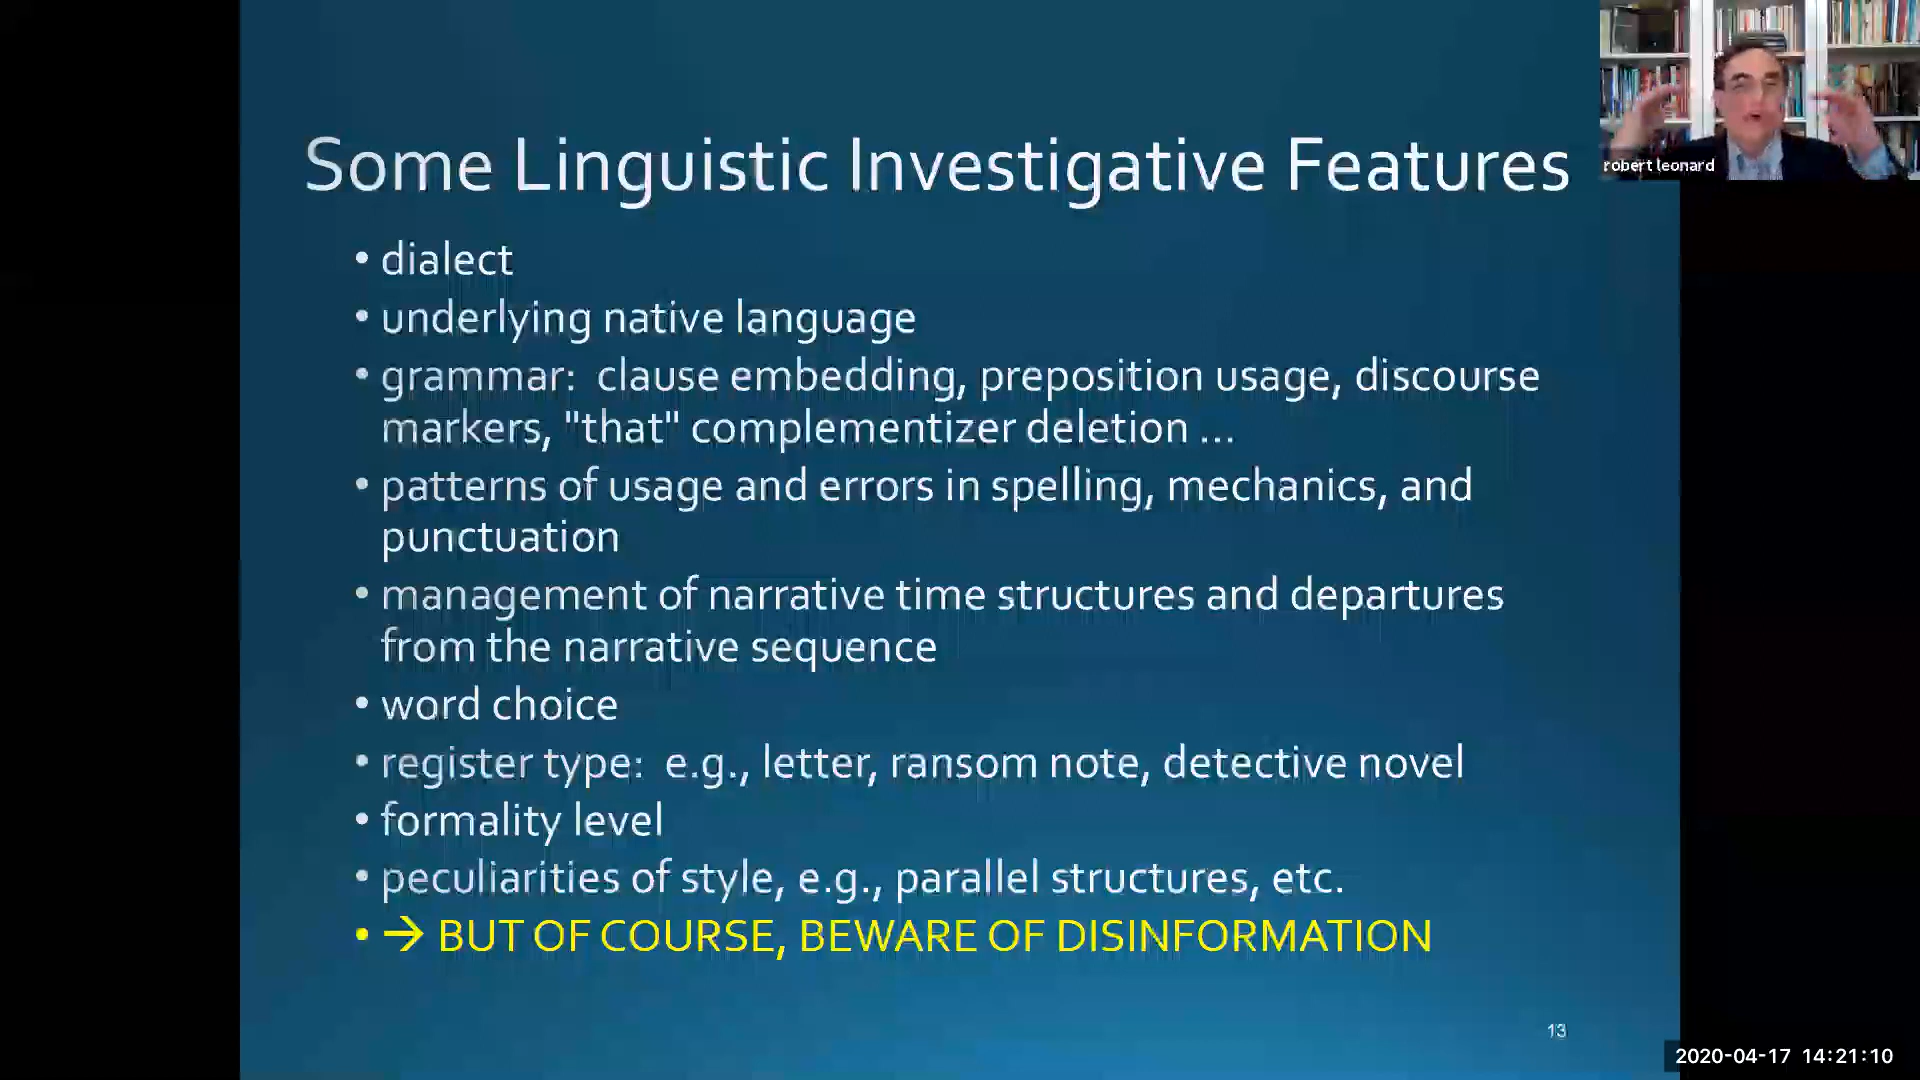 Some Linguistic Investigative Features
robert leonard
• dialect
• underlying native language
• grammar: clause embedding, preposition usage, discourse
markers, "that" complementizer deletion ...
• patterns of usage and errors in spelling, mechanics, and
punctuation
• management of narrative time structures and departures
from the narrative sequence
• word choice
• register type: e.g., letter, ransom note, detective novel
• formality level
• peculiarities of style, e.g., parallel structures, etc.
• → BUT OF COURSE, BEWARE OF DISINFORMATION
13
2020-04-17 14:21:10